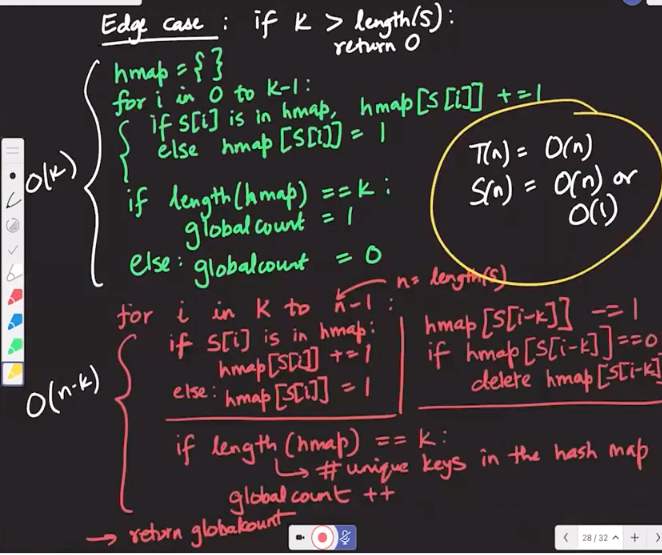 Edge case : if K > length(s):
return 0
hmap = { }
for i in 0 to k-1:
if s[i] is in hmap, hmap[s[i]] += 1
else hmap[s[i]] = 1
if length(hmap) == k :
globalcount = 1
else: globalcount = 0
O(k)
T(n) = O(n)
S(n) = O(n) or
O(1)
n = length(s)
for i in K to n-1 :
if s[i] is in hmap:
hmap[s[i]] += 1
else: hmap[s[i]] = 1
hmap[s[i-k]] -= 1
if hmap[s[i-k]]==0
delete hmap[s[i-k]
O(n-k)
if length (hmap) == k :
↳ # unique keys in the hash map
globalcount ++
→ return globalcount
28 / 32